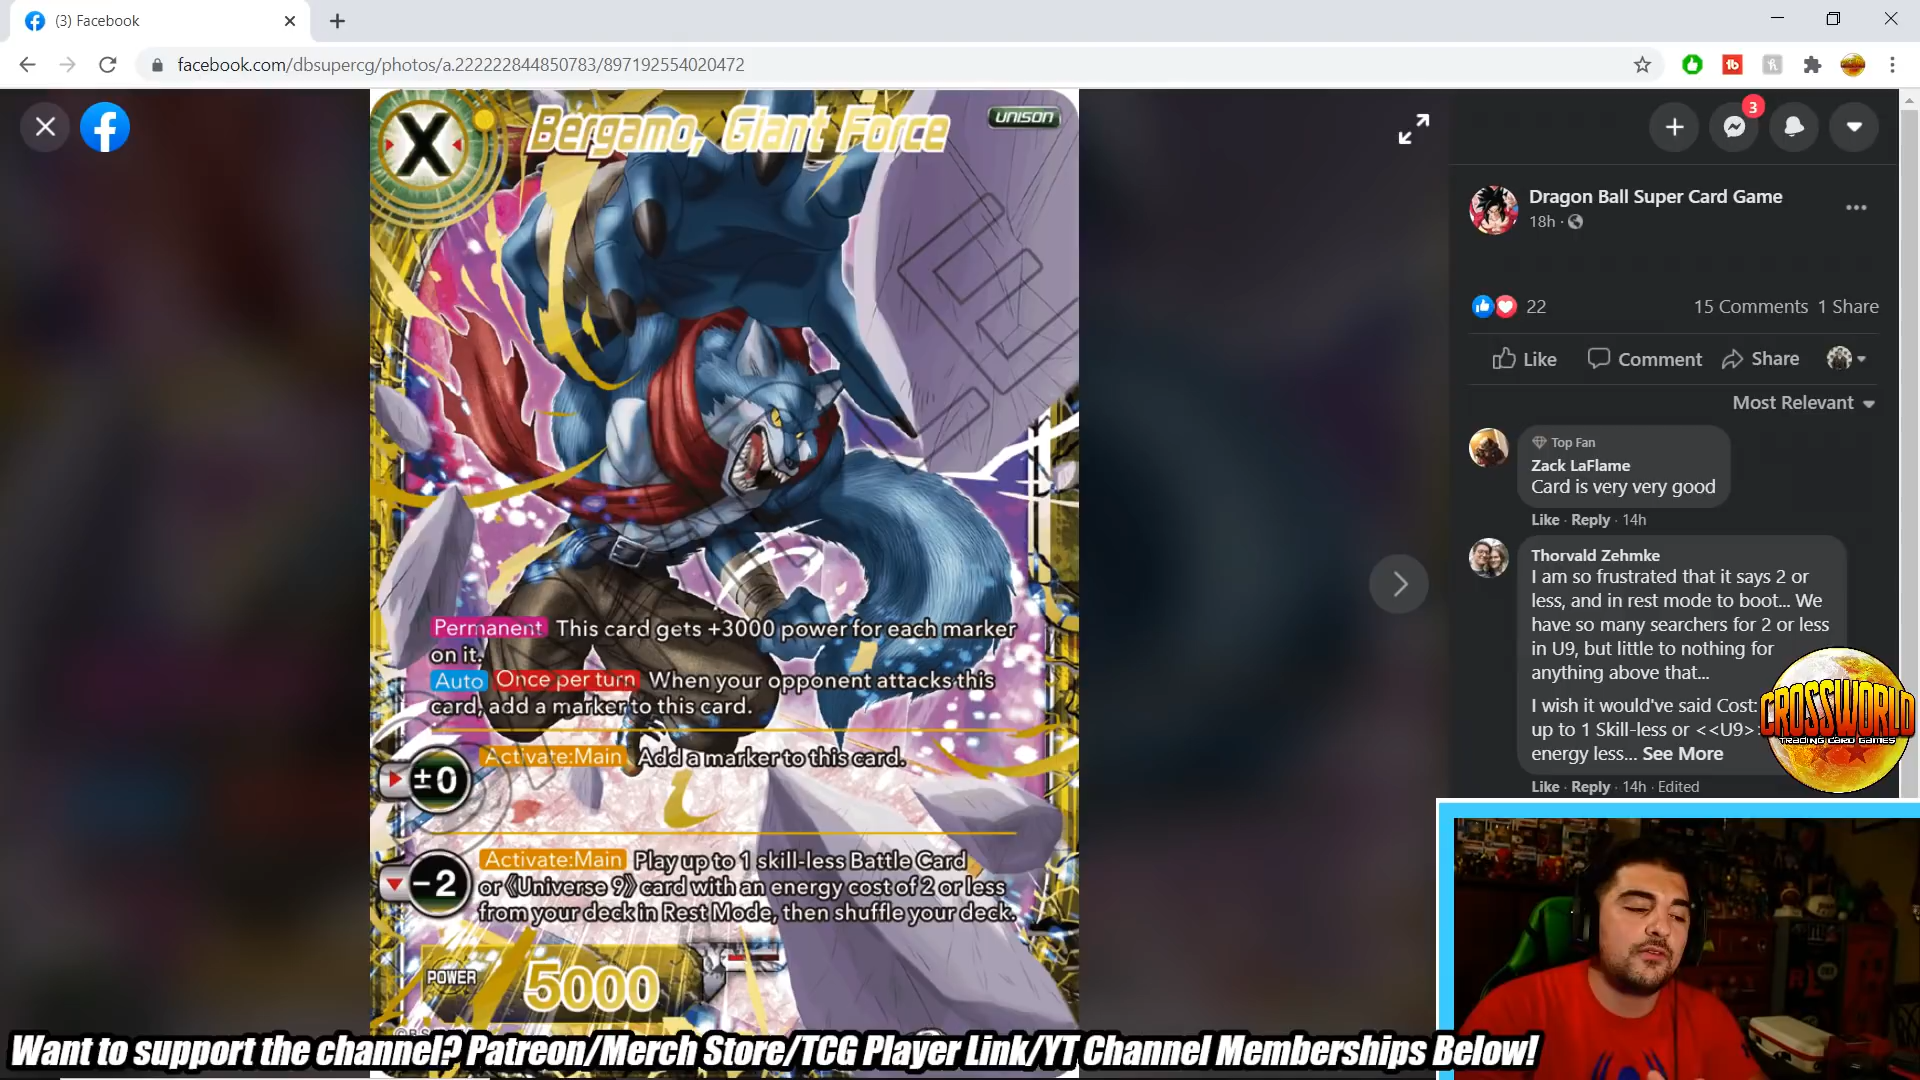 (3) Facebook
facebook.com/dbsupercg/photos/a.222222844850783/897192554020472
X
Bergamo, Giant Force
UNISON
Permanent This card gets +3000 power for each marker
on it.
Auto Once per turn When your opponent attacks this
card, add a marker to this card.
±0 Activate:Main Add a marker to this card.
-2 Activate:Main Play up to 1 skill-less Battle Card
or《Universe 9》card with an energy cost of 2 or less
from your deck in Rest Mode, then shuffle your deck.
POWER 5000
3
Dragon Ball Super Card Game
18h ·
22 15 Comments 1 Share
Like Comment Share
Most Relevant
Top Fan
Zack LaFlame
Card is very very good
Like · Reply · 14h
Thorvald Zehmke
I am so frustrated that it says 2 or
less, and in rest mode to boot... We
have so many searchers for 2 or less
in U9, but little to nothing for
anything above that...
I wish it would've said Cost:
up to 1 Skill-less or <<U9>>
energy less... See More
Like · Reply · 14h · Edited
CROSSWORLD
TRADING CARD GAMES
Want to support the channel? Patreon/Merch Store/TCG Player Link/YT Channel Memberships Below!